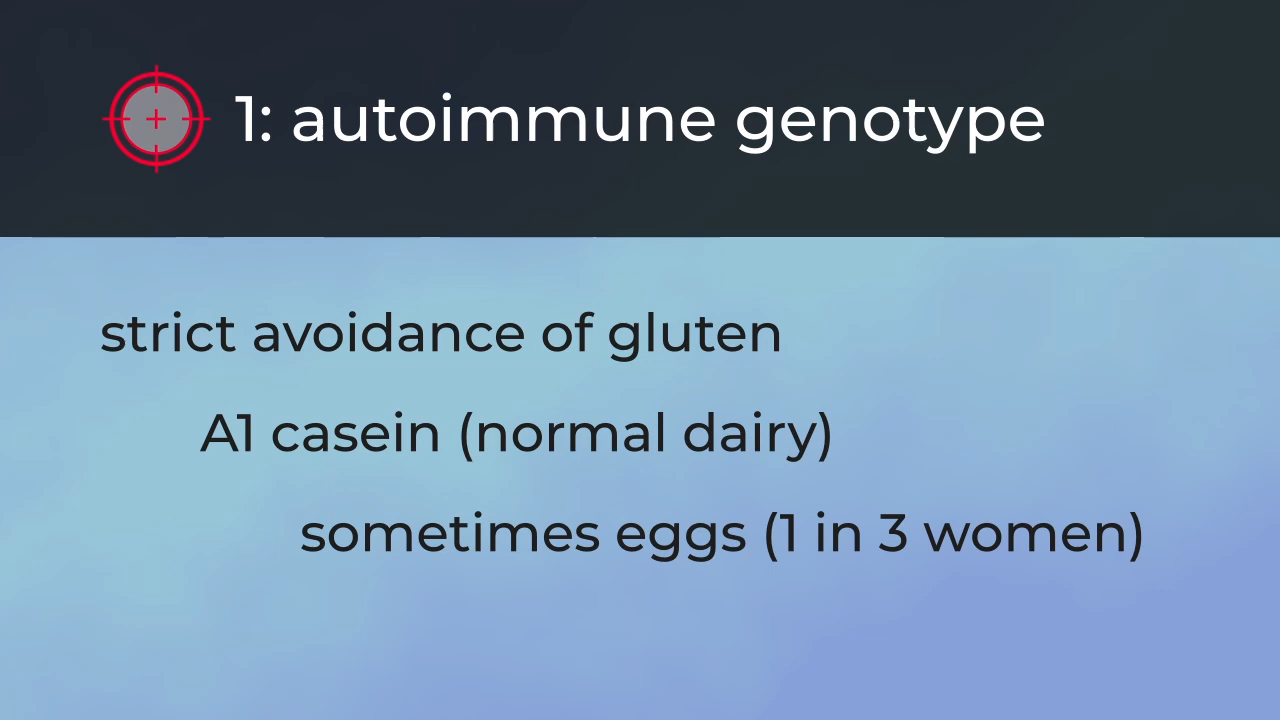 1: autoimmune genotype
strict avoidance of gluten
A1 casein (normal dairy)
sometimes eggs (1 in 3 women)